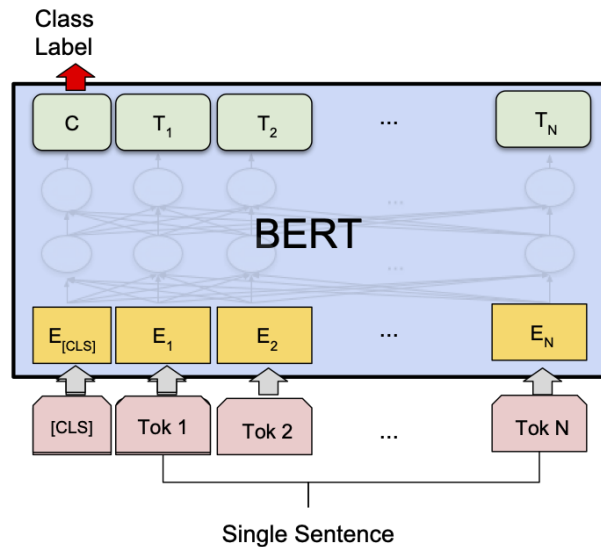 Class
Label
C T1 T2 ... TN
...
BERT
...
E[CLS] E1 E2 ... EN
[CLS] Tok 1 Tok 2 ... Tok N
Single Sentence